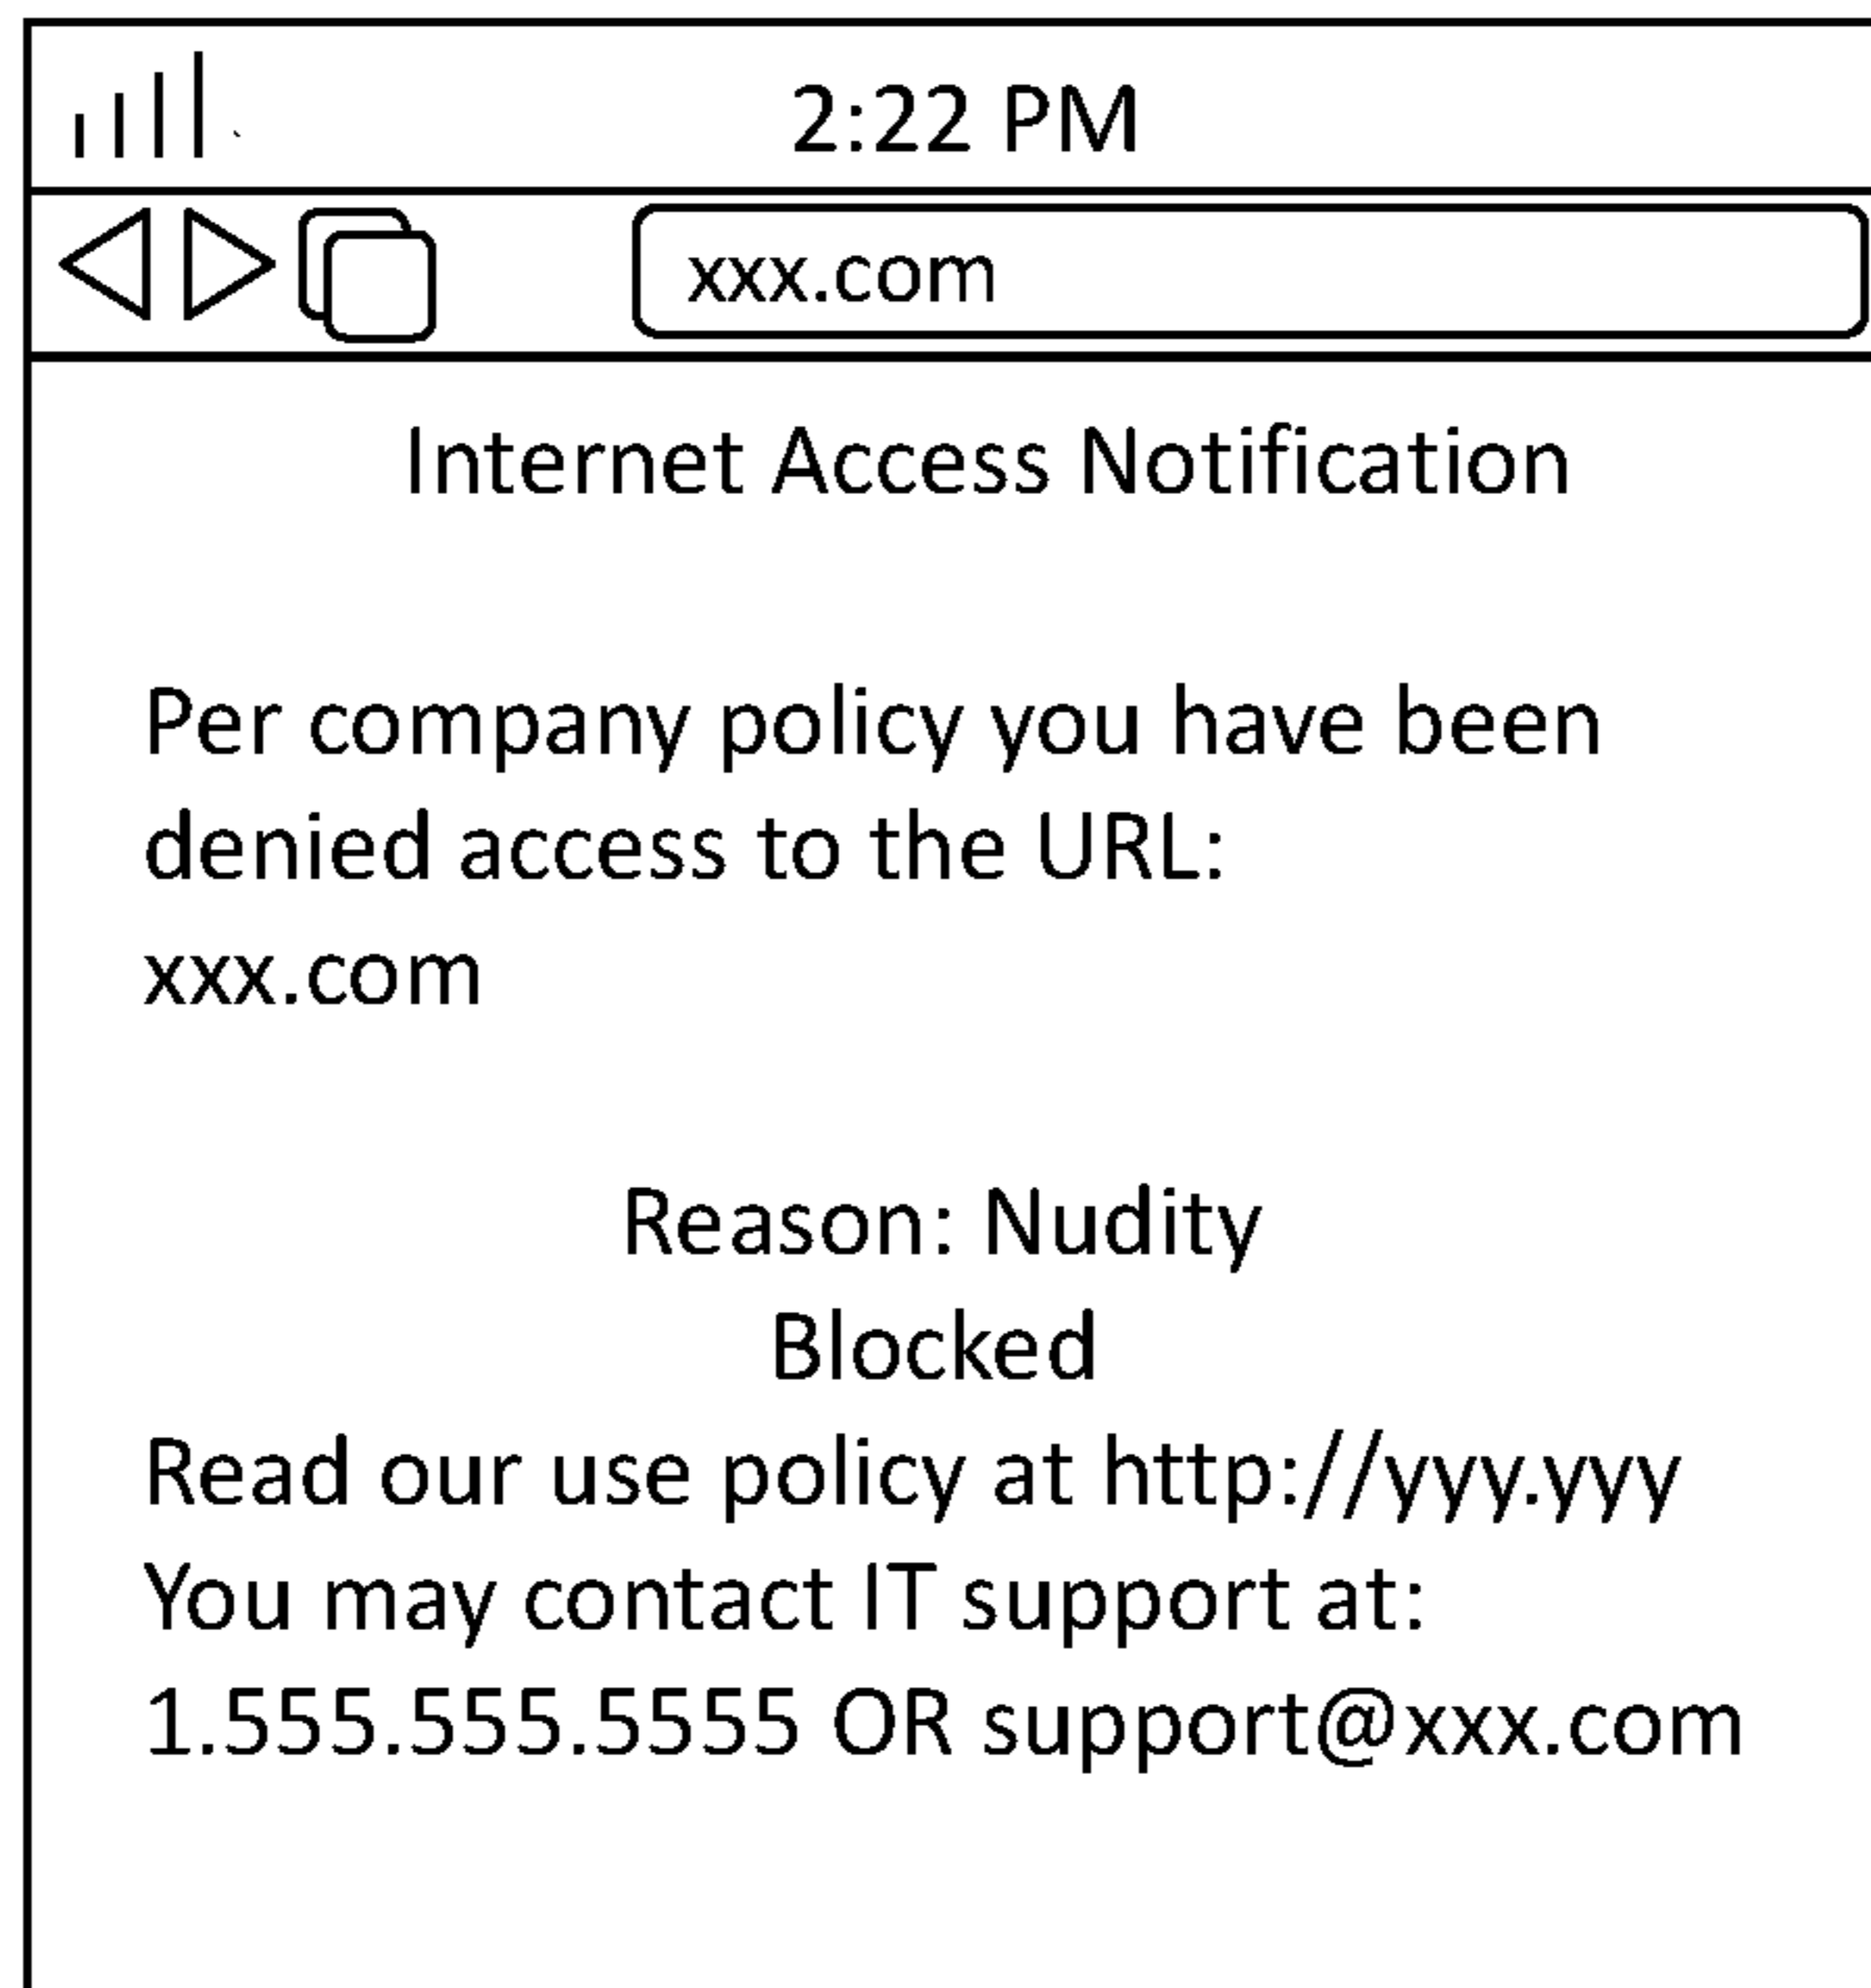 2:22 PM
xxx.com
Internet Access Notification
Per company policy you have been
denied access to the URL:
xxx.com
Reason: Nudity
Blocked
Read our use policy at http://yyy.yyy
You may contact IT support at:
1.555.555.5555 OR support@xxx.com